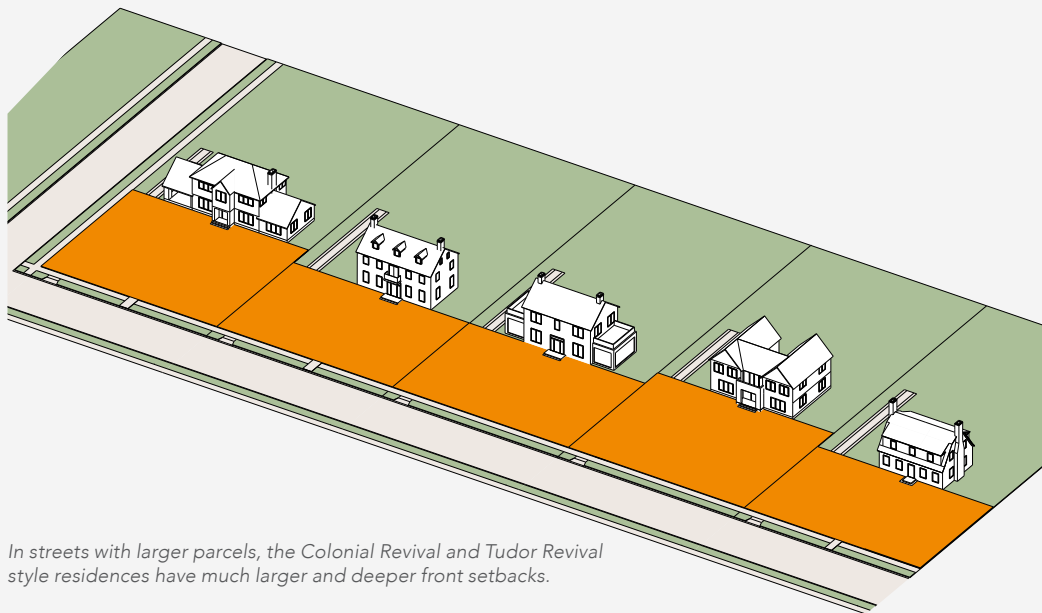 In streets with larger parcels, the Colonial Revival and Tudor Revival
style residences have much larger and deeper front setbacks.